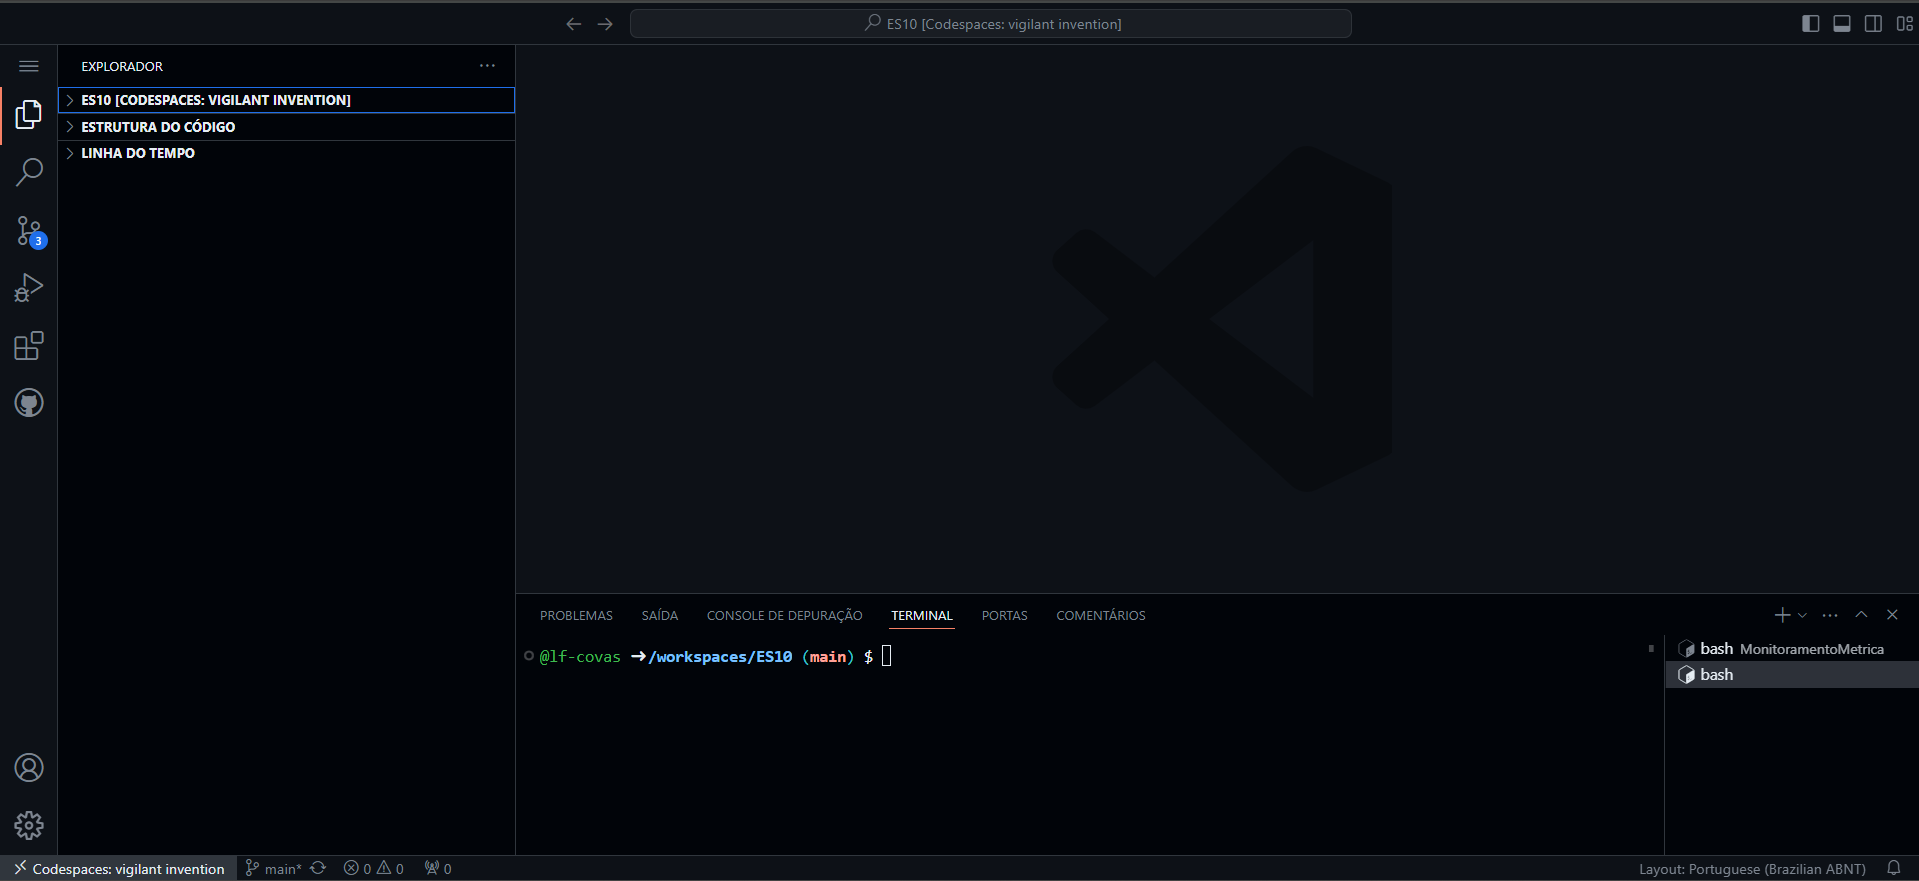 ES10 [Codespaces: vigilant invention]
EXPLORADOR
ES10 [CODESPACES: VIGILANT INVENTION]
ESTRUTURA DO CÓDIGO
LINHA DO TEMPO
3
PROBLEMAS SAÍDA CONSOLE DE DEPURAÇÃO TERMINAL PORTAS COMENTÁRIOS
@lf-covas ➜/workspaces/ES10 (main) $
bash MonitoramentoMetrica
bash
Codespaces: vigilant invention main* 0 0 0 Layout: Portuguese (Brazilian ABNT)